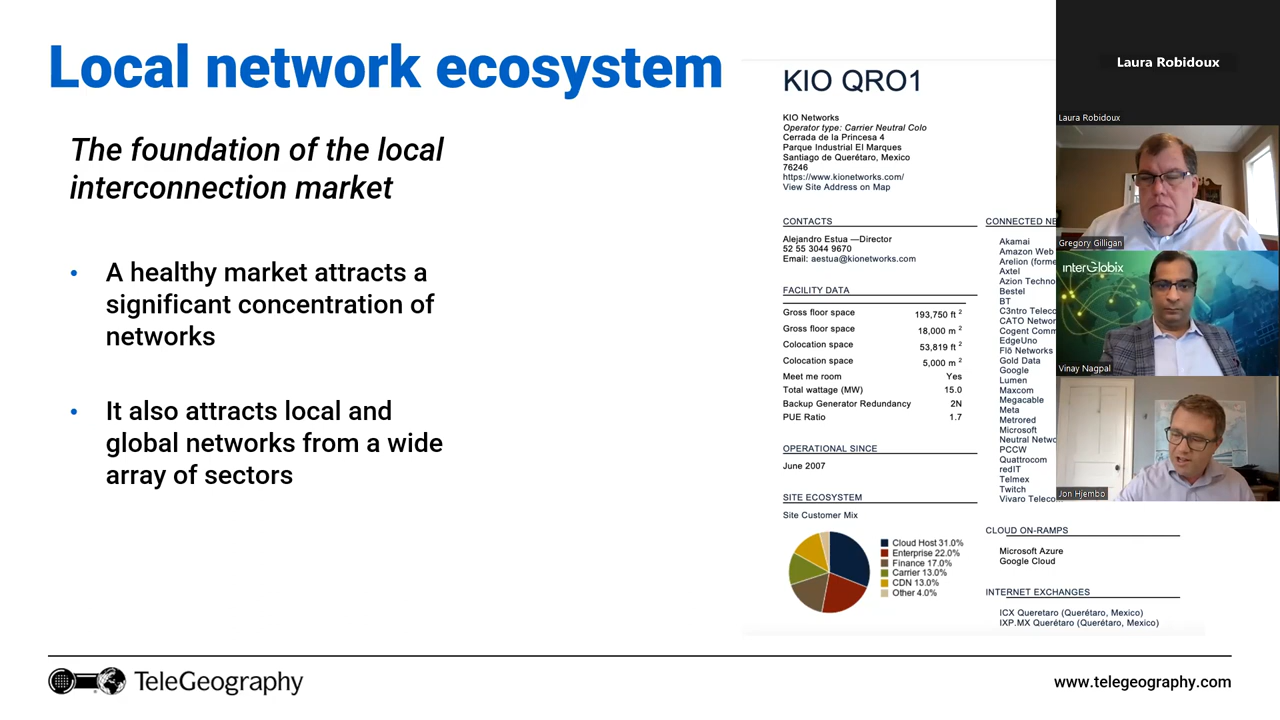 Local network ecosystem
The foundation of the local
interconnection market
• A healthy market attracts a
significant concentration of
networks
• It also attracts local and
global networks from a wide
array of sectors
KIO QRO1
KIO Networks
Operator type: Carrier Neutral Colo
Cerrada de la Princesa 4
Parque Industrial El Marques
Santiago de Querétaro, Mexico
76246
https://www.kionetworks.com/
View Site Address on Map
CONTACTS
Alejandro Estua —Director
52 55 3044 9670
Email: aestua@kionetworks.com
FACILITY DATA
Gross floor space 193,750 ft 2
Gross floor space 18,000 m 2
Colocation space 53,819 ft 2
Colocation space 5,000 m 2
Meet me room Yes
Total wattage (MW) 15.0
Backup Generator Redundancy 2N
PUE Ratio 1.7
OPERATIONAL SINCE
June 2007
SITE ECOSYSTEM
Site Customer Mix
Cloud Host 31.0%
Enterprise 22.0%
Finance 17.0%
Carrier 13.0%
CDN 13.0%
Other 4.0%
CONNECTED NE
Akamai
Amazon Web
Arelion (forme
Axtel
Azion Techno
Bestel
BT
C3ntro Teleco
CATO Networ
Cogent Comm
EdgeUno
Flō Networks
Gold Data
Google
Lumen
Maxcom
Megacable
Meta
Metrored
Microsoft
Neutral Netwo
PCCW
Quattrocom
redIT
Telmex
Twitch
Vivaro Teleco
CLOUD ON-RAMPS
Microsoft Azure
Google Cloud
INTERNET EXCHANGES
ICX Queretaro (Querétaro, Mexico)
IXP.MX Querétaro (Querétaro, Mexico)
Laura Robidoux
Laura Robidoux
Gregory Gilligan
interGlobix
Vinay Nagpal
Jon Hjembo
TeleGeography
www.telegeography.com